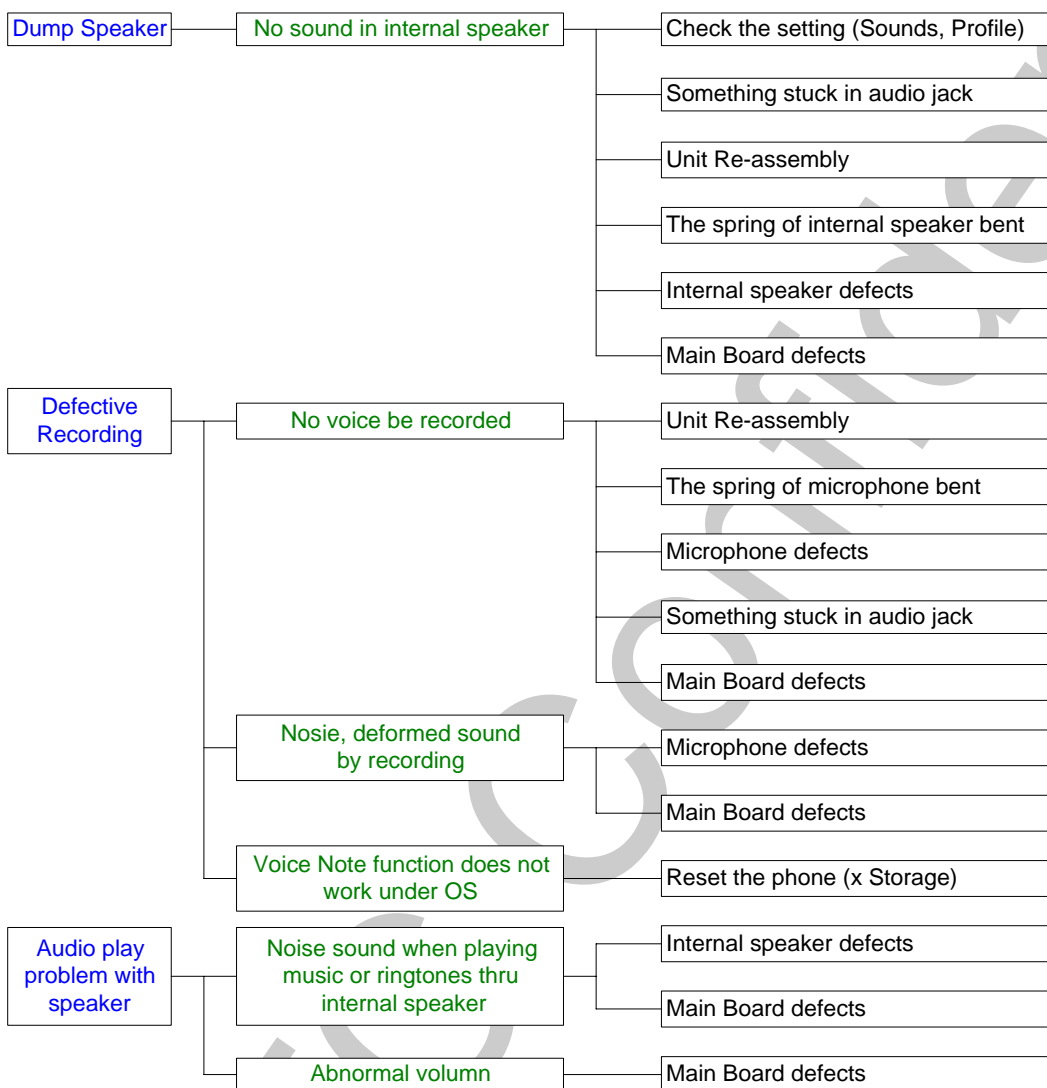 Dump Speaker
No sound in internal speaker
Check the setting (Sounds, Profile)
Something stuck in audio jack
Unit Re-assembly
The spring of internal speaker bent
Internal speaker defects
Main Board defects
Defective
Recording
No voice be recorded
Unit Re-assembly
The spring of microphone bent
Microphone defects
Something stuck in audio jack
Main Board defects
Nosie, deformed sound
by recording
Microphone defects
Main Board defects
Voice Note function does not
work under OS
Reset the phone (x Storage)
Audio play
problem with
speaker
Noise sound when playing
music or ringtones thru
internal speaker
Internal speaker defects
Main Board defects
Abnormal volumn
Main Board defects